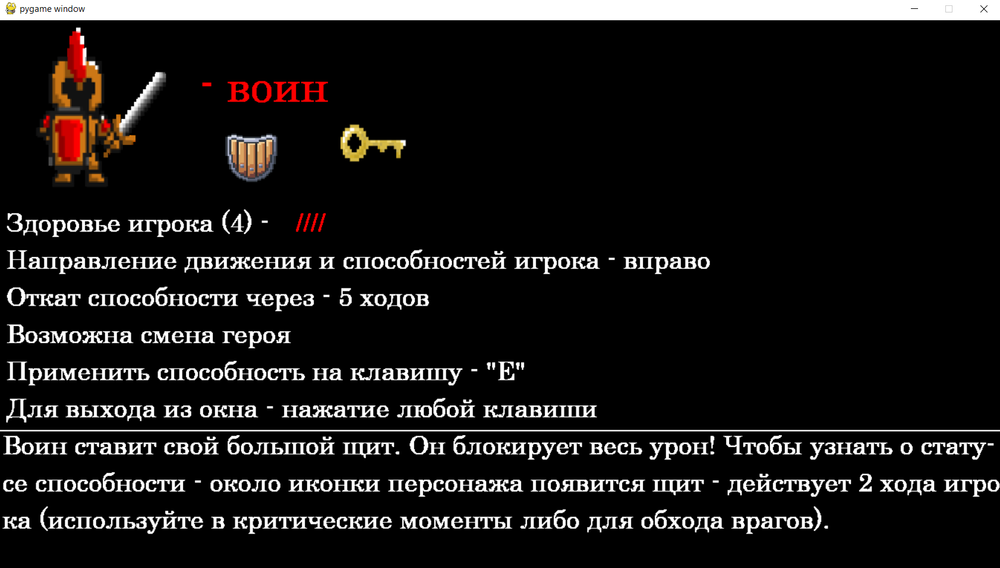 pygame window
- воин
Здоровье игрока (4) - ////
Направление движения и способностей игрока - вправо
Откат способности через - 5 ходов
Возможна смена героя
Применить способность на клавишу - "Е"
Для выхода из окна - нажатие любой клавиши
Воин ставит свой большой щит. Он блокирует весь урон! Чтобы узнать о стату-
се способности - около иконки персонажа появится щит - действует 2 хода игро
ка (используйте в критические моменты либо для обхода врагов).